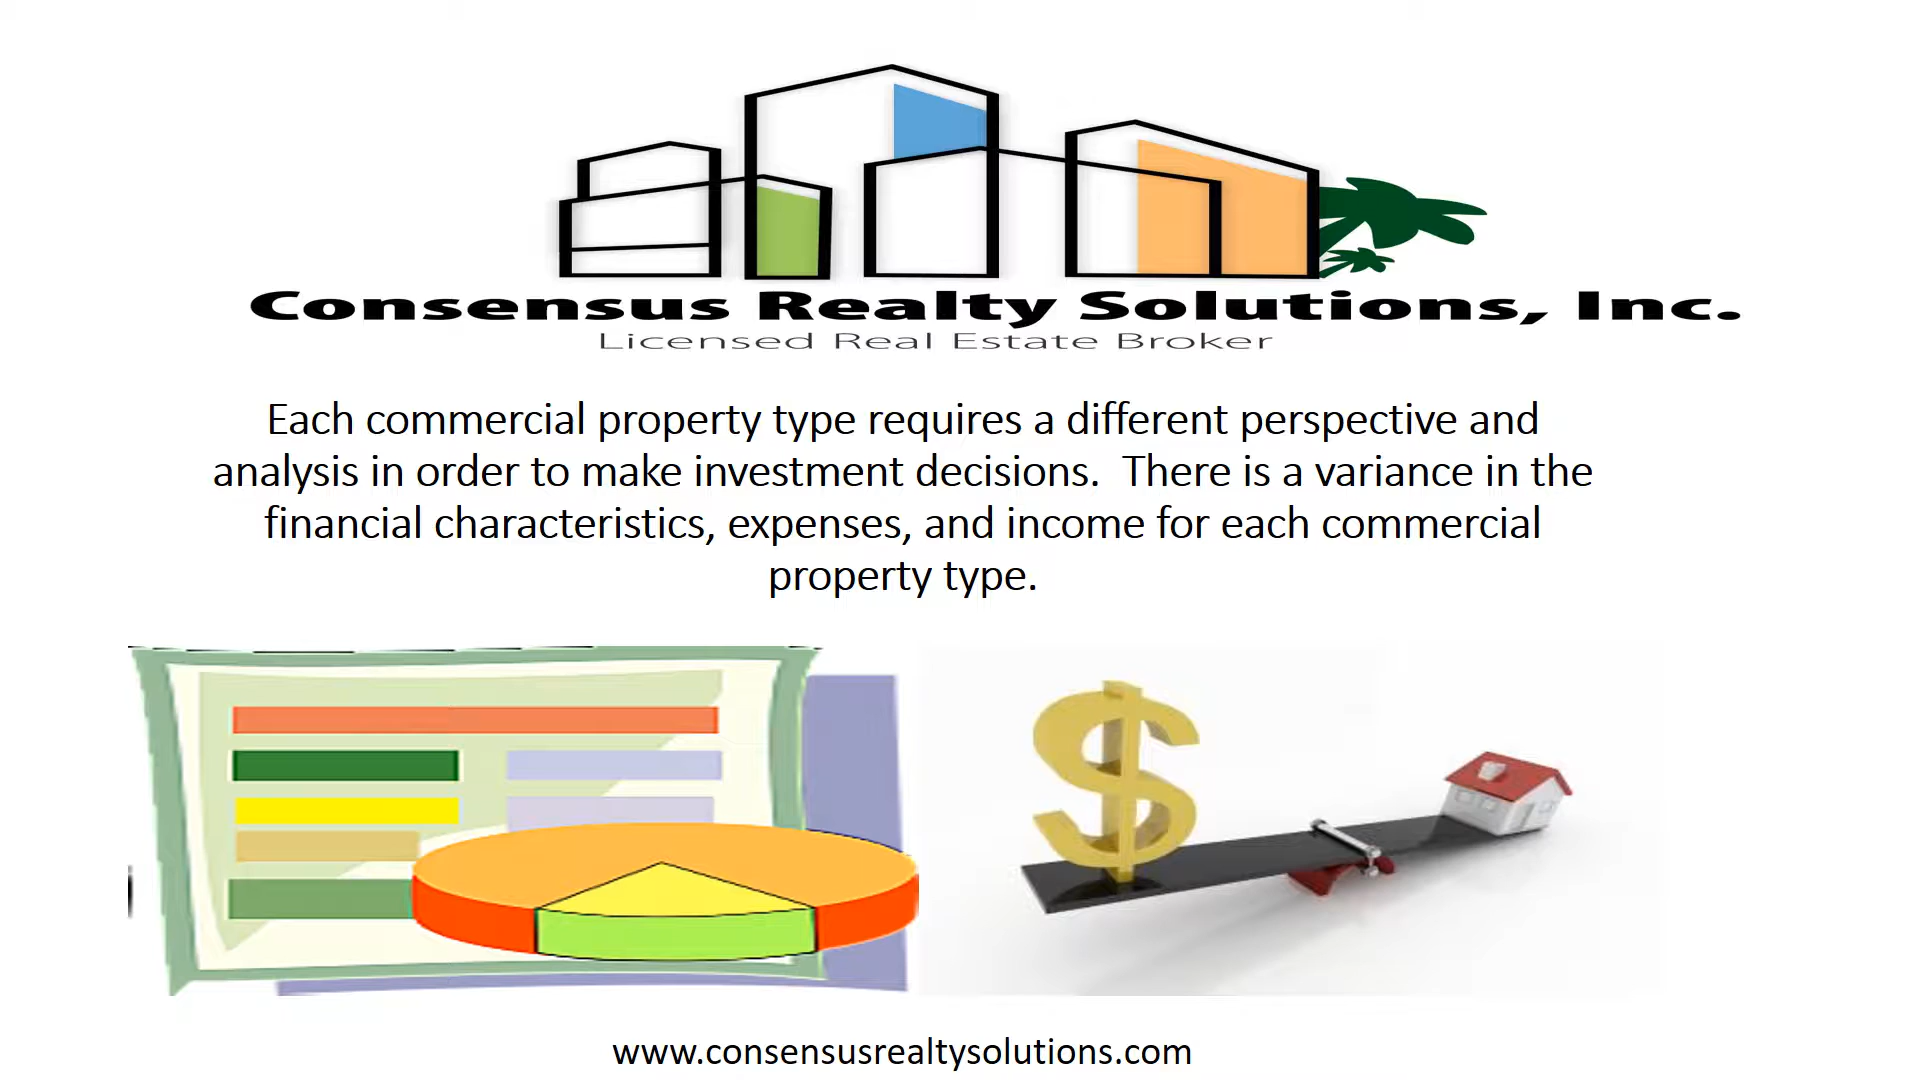 Consensus Realty Solutions, Inc.
Licensed Real Estate Broker
Each commercial property type requires a different perspective and
analysis in order to make investment decisions.  There is a variance in the
financial characteristics, expenses, and income for each commercial
property type.
www.consensusrealtysolutions.com